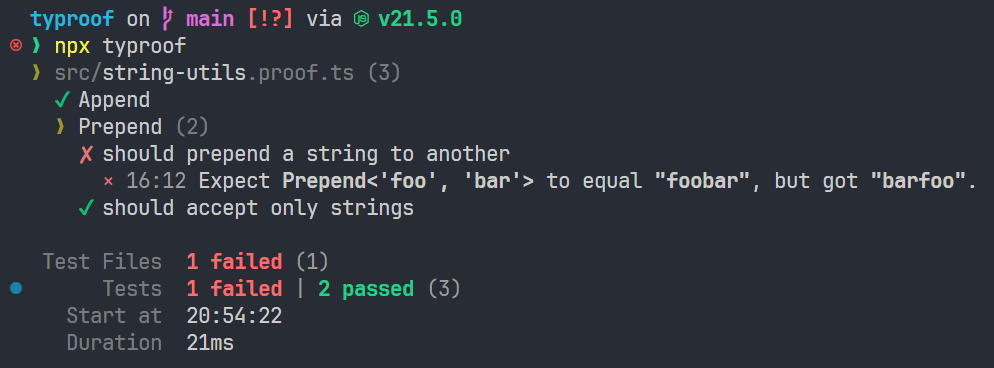 typroof on main [!?] via v21.5.0
❯ npx typroof
❯ src/string-utils.proof.ts (3)
✓ Append
❯ Prepend (2)
✗ should prepend a string to another
× 16:12 Expect Prepend<'foo', 'bar'> to equal "foobar", but got "barfoo".
✓ should accept only strings
Test Files 1 failed (1)
Tests 1 failed | 2 passed (3)
Start at 20:54:22
Duration 21ms